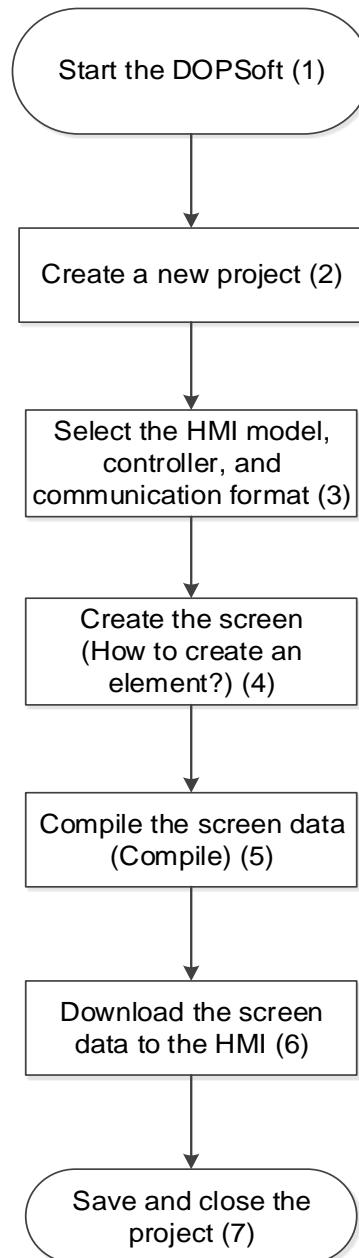 Start the DOPSoft (1)
Create a new project (2)
Select the HMI model,
controller, and
communication format (3)
Create the screen
(How to create an
element?) (4)
Compile the screen data
(Compile) (5)
Download the screen
data to the HMI (6)
Save and close the
project (7)